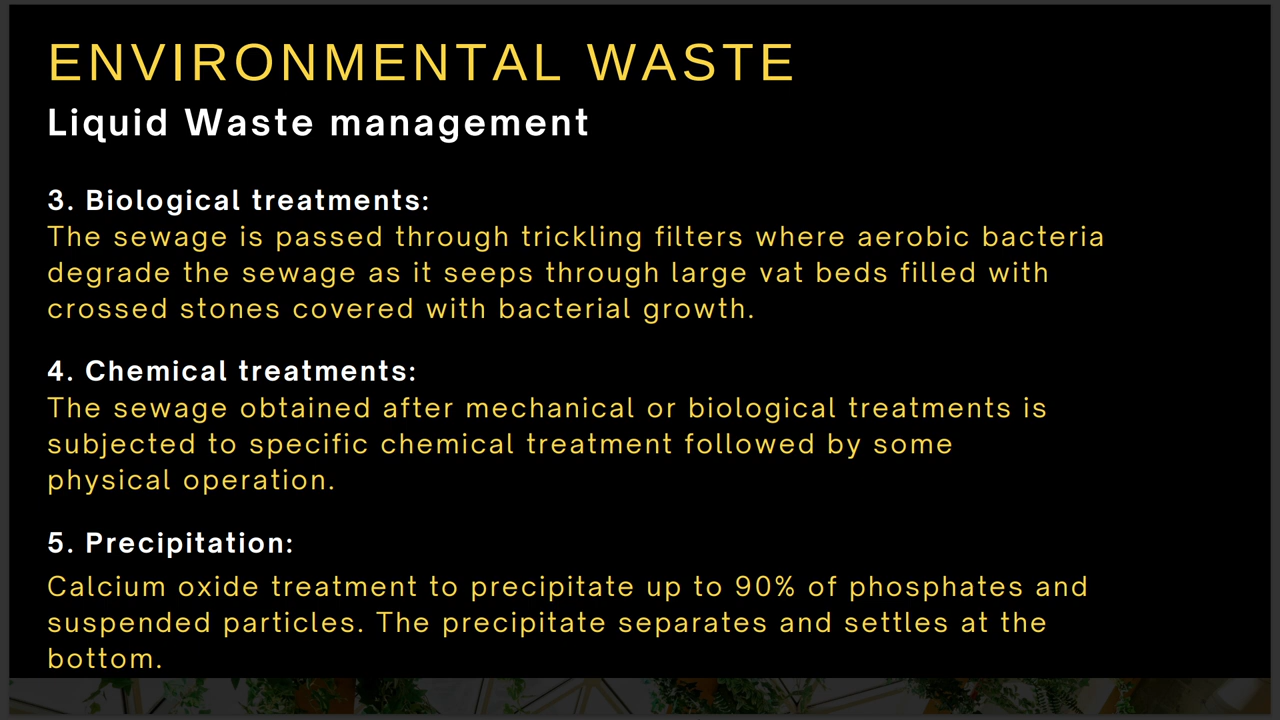 ENVIRONMENTAL WASTE
Liquid Waste management
3. Biological treatments:
The sewage is passed through trickling filters where aerobic bacteria
degrade the sewage as it seeps through large vat beds filled with
crossed stones covered with bacterial growth.
4. Chemical treatments:
The sewage obtained after mechanical or biological treatments is
subjected to specific chemical treatment followed by some
physical operation.
5. Precipitation:
Calcium oxide treatment to precipitate up to 90% of phosphates and
suspended particles. The precipitate separates and settles at the
bottom.